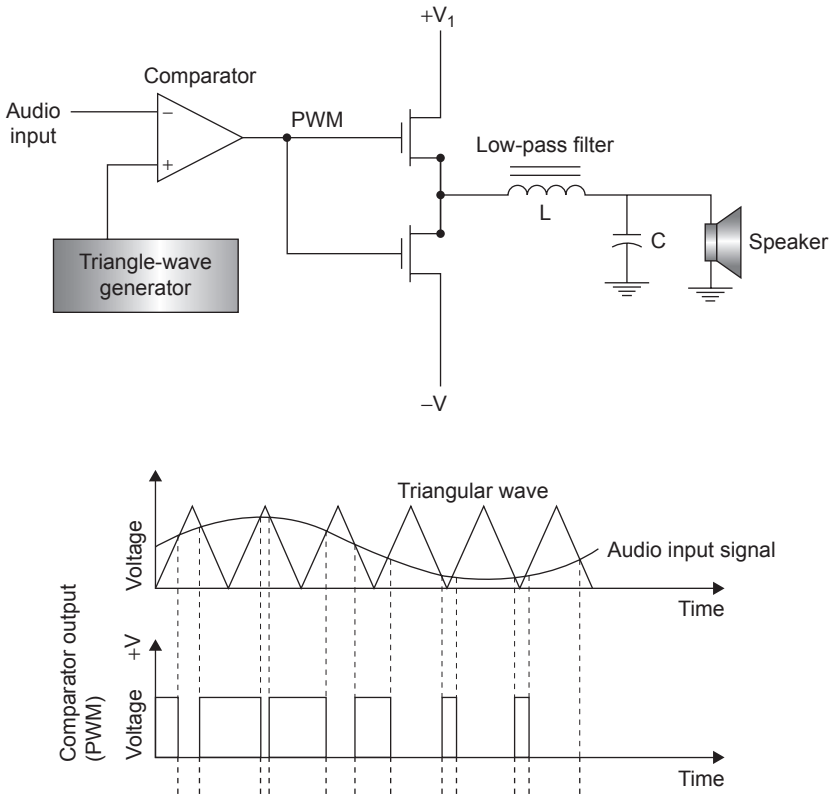 +V₁
Comparator
Audio
input
−
+
PWM
Low-pass filter
L
C
Speaker
Triangle-wave
generator
−V
Triangular wave
Voltage
Audio input signal
Time
Comparator output
(PWM)
+V
Voltage
Time